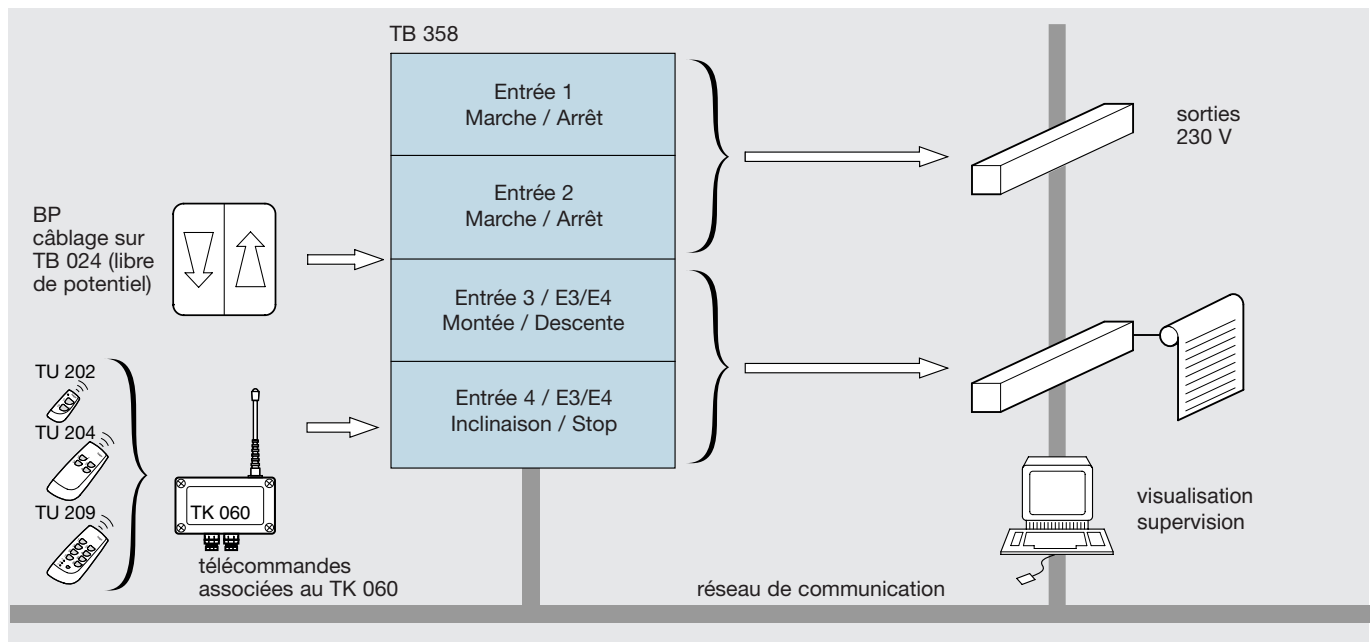 TB 358
Entrée 1
Marche / Arrêt
Entrée 2
Marche / Arrêt
Entrée 3 / E3/E4
Montée / Descente
Entrée 4 / E3/E4
Inclinaison / Stop
BP
câblage sur
TB 024 (libre
de potentiel)
TU 202
TU 204
TU 209
TK 060
télécommandes
associées au TK 060
sorties
230 V
visualisation
supervision
réseau de communication